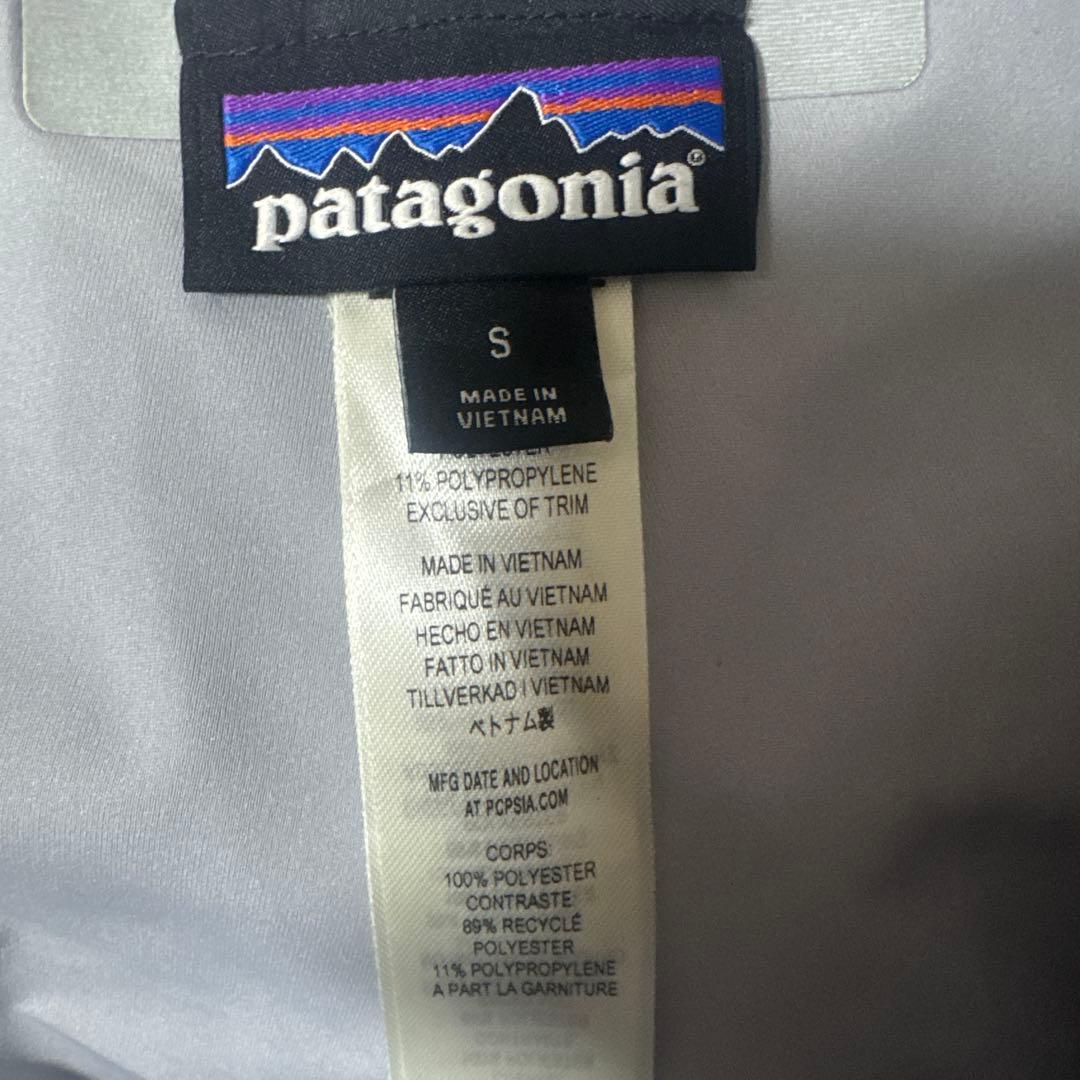 patagonia®
S
MADE IN
VIETNAM
11% POLYPROPYLENE
EXCLUSIVE OF TRIM
MADE IN VIETNAM
FABRIQUÉ AU VIETNAM
HECHO EN VIETNAM
FATTO IN VIETNAM
TILLVERKAD I VIETNAM
ベトナム製
MFG DATE AND LOCATION
AT PCPSIA.COM
CORPS:
100% POLYESTER
CONTRASTE:
89% RECYCLÉ
POLYESTER
11% POLYPROPYLENE
A PART LA GARNITURE